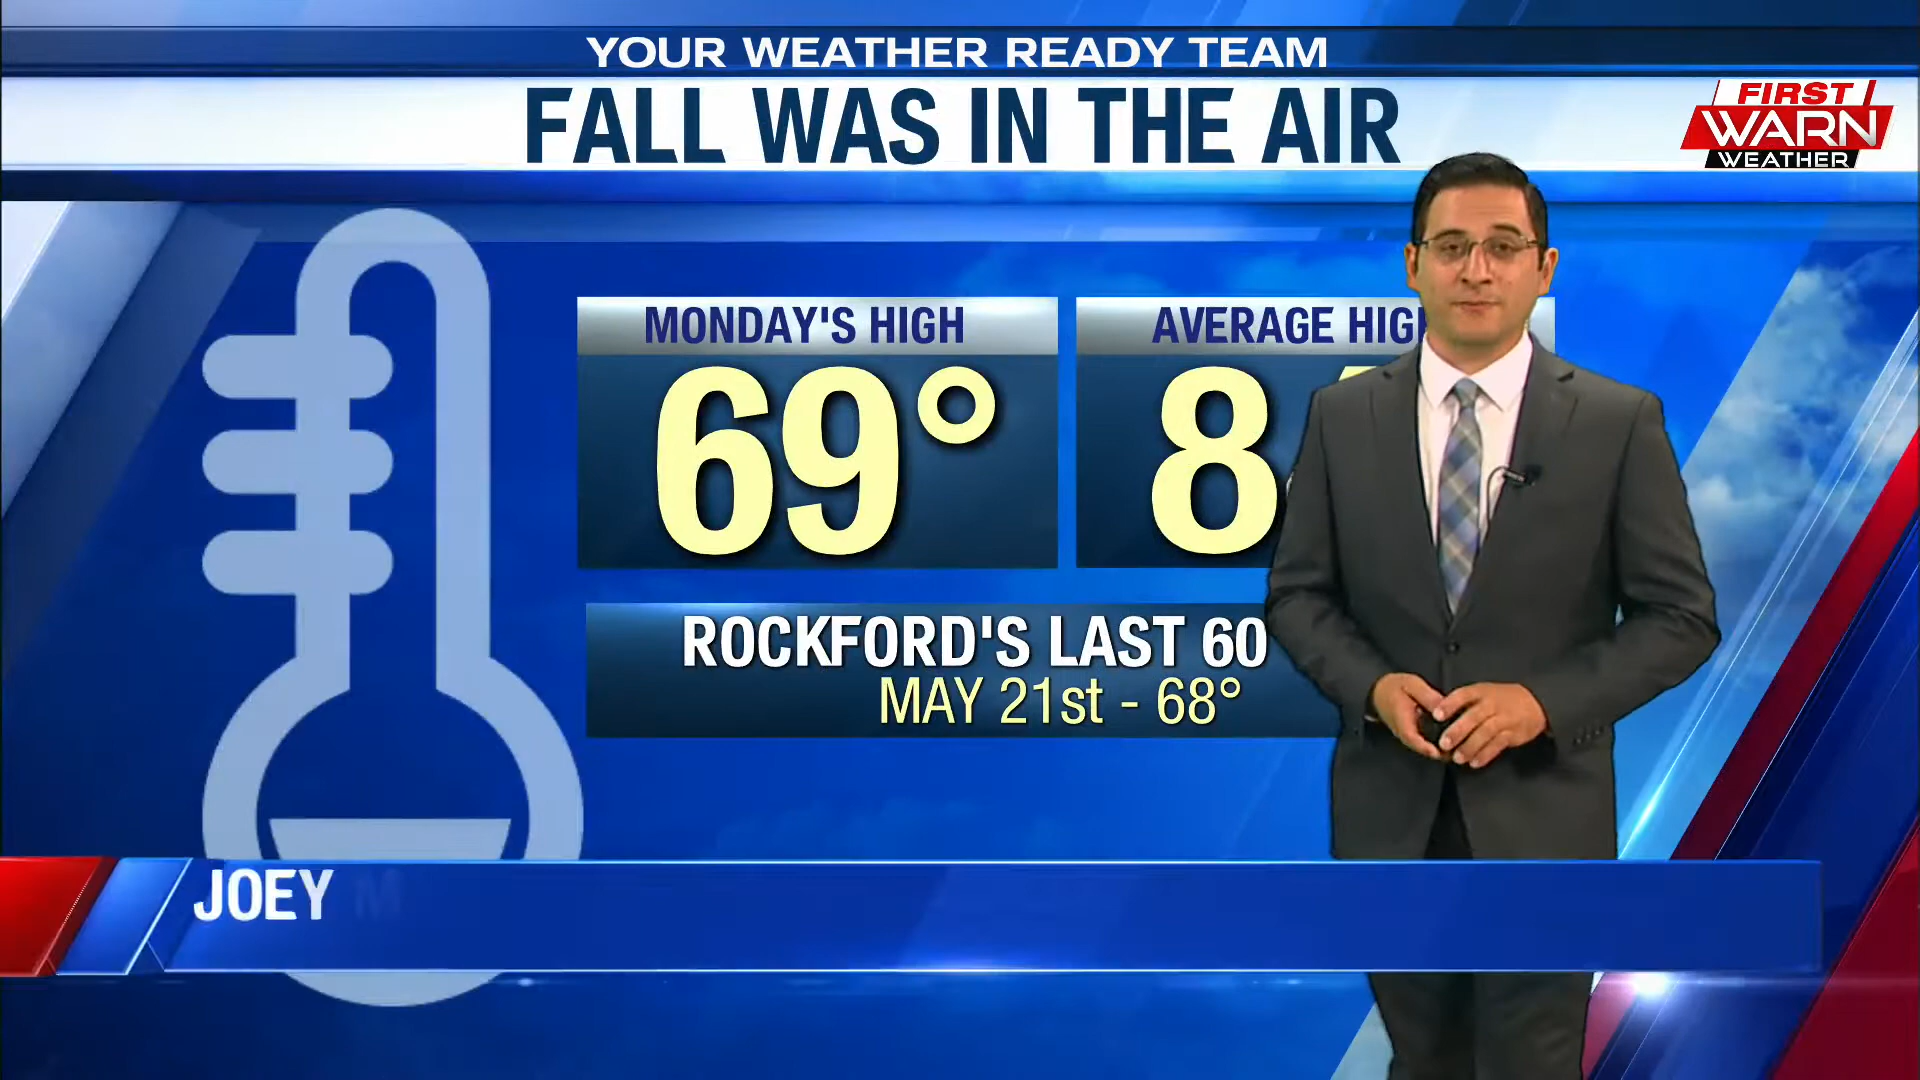 YOUR WEATHER READY TEAM
FALL WAS IN THE AIR
FIRST
WARN
WEATHER
MONDAY'S HIGH
AVERAGE
69°
ROCKFORD'S LAST 60
MAY 21st - 68°
JOEY